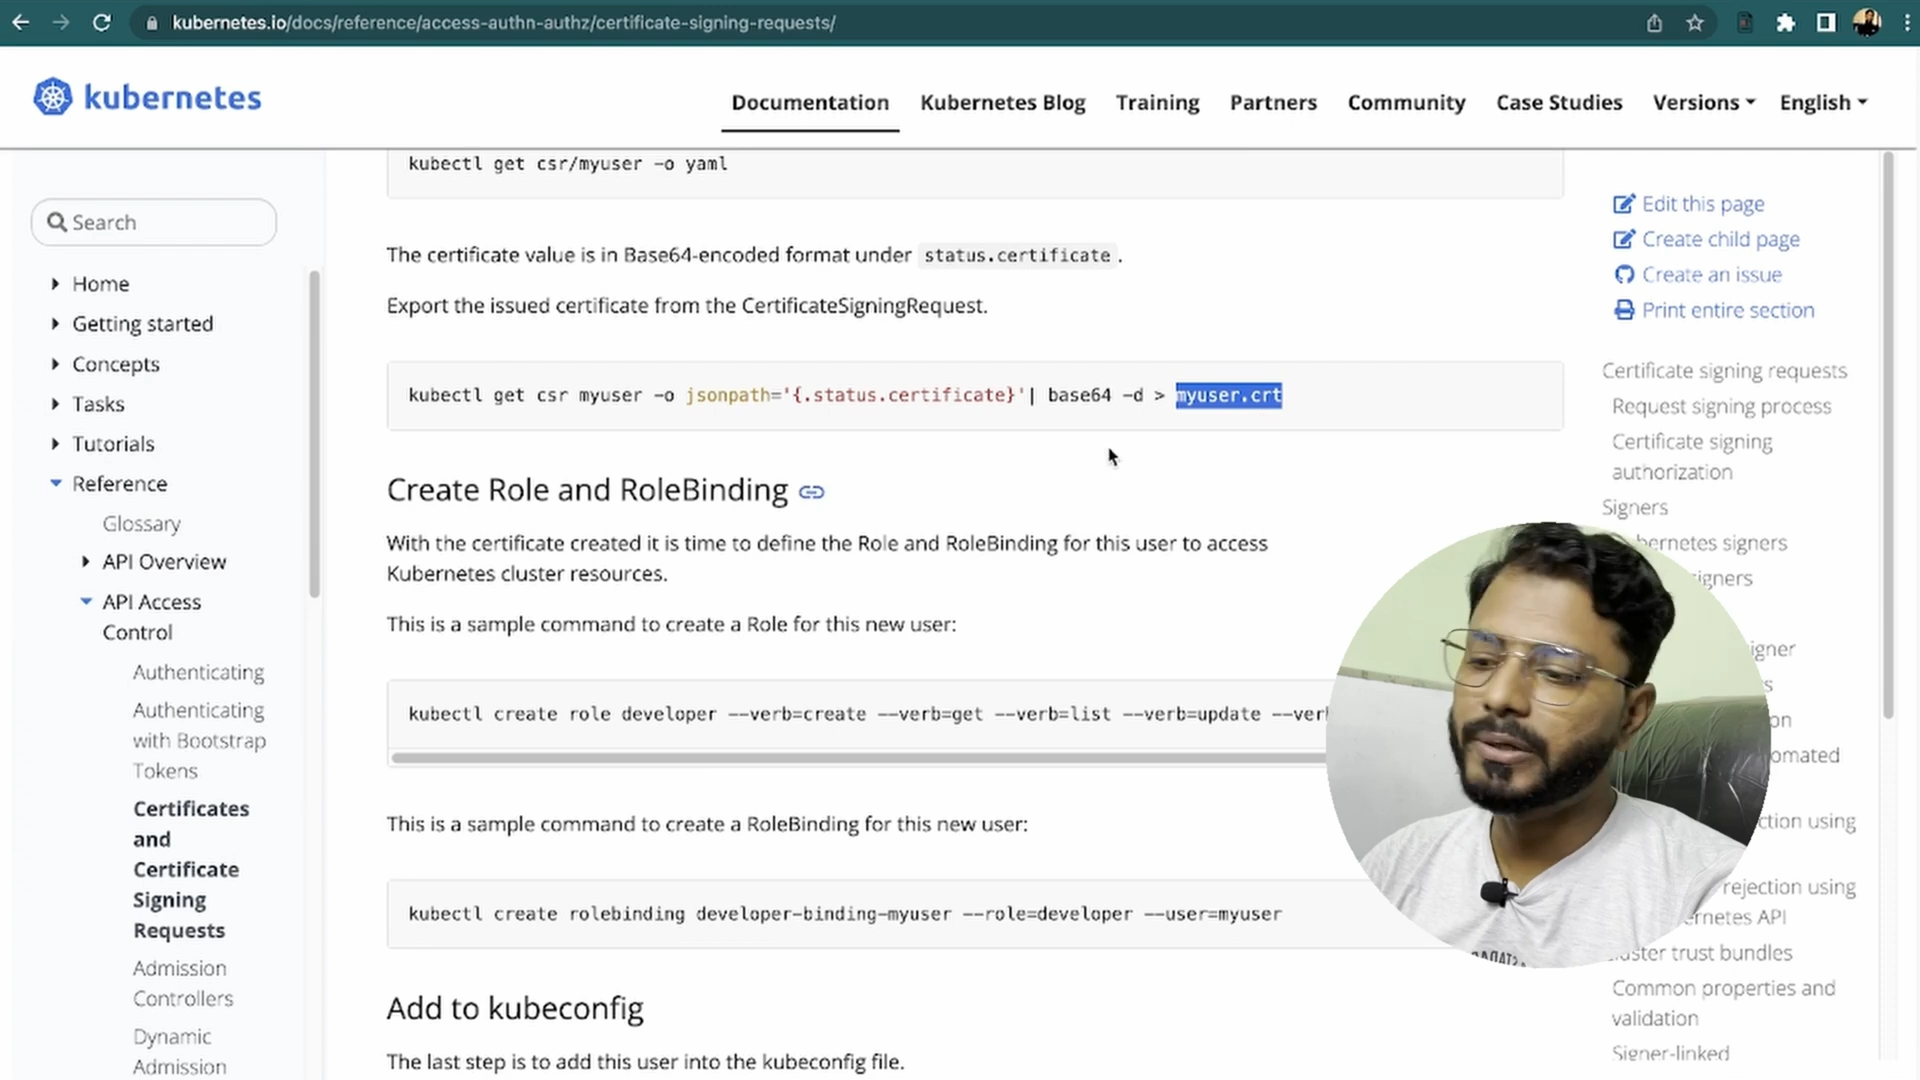 kubernetes.io/docs/reference/access-authn-authz/certificate-signing-requests/
kubernetes
Documentation
Kubernetes Blog
Training
Partners
Community
Case Studies
Versions
English
Search
Home
Getting started
Concepts
Tasks
Tutorials
Reference
Glossary
API Overview
API Access
Control
Authenticating
Authenticating
with Bootstrap
Tokens
Certificates
and
Certificate
Signing
Requests
Admission
Controllers
Dynamic
Admission
kubectl get csr/myuser -o yaml
The certificate value is in Base64-encoded format under status.certificate .
Export the issued certificate from the CertificateSigningRequest.
kubectl get csr myuser -o jsonpath='{.status.certificate}'| base64 -d > myuser.crt
Create Role and RoleBinding
With the certificate created it is time to define the Role and RoleBinding for this user to access
Kubernetes cluster resources.
This is a sample command to create a Role for this new user:
kubectl create role developer --verb=create --verb=get --verb=list --verb=update
This is a sample command to create a RoleBinding for this new user:
kubectl create rolebinding developer-binding-myuser --role=developer --user=myuser
Add to kubeconfig
The last step is to add this user into the kubeconfig file.
Edit this page
Create child page
Create an issue
Print entire section
Certificate signing requests
Request signing process
Certificate signing
authorization
Signers
signers
using
rejection using
API
trust bundles
Common properties and
validation
Signer-linked